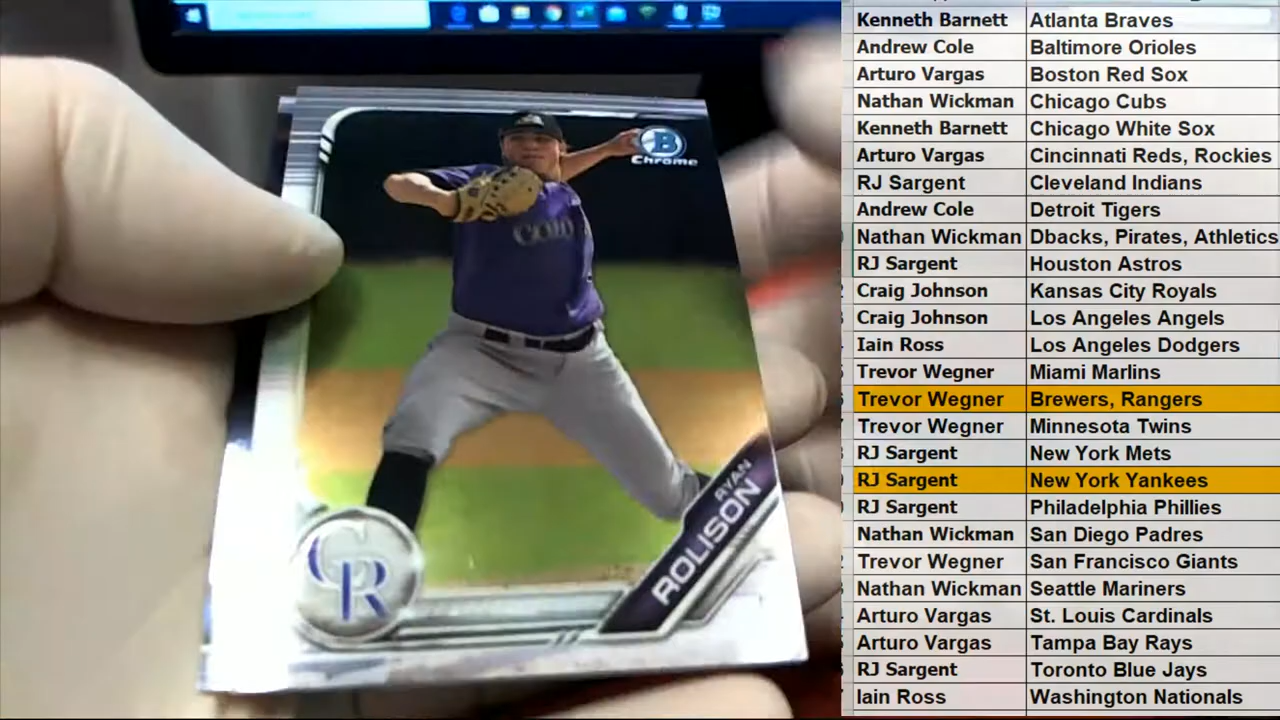 B
Chrome
COLO
RYAN
ROLISON
CR
Kenneth Barnett Atlanta Braves
Andrew Cole Baltimore Orioles
Arturo Vargas Boston Red Sox
Nathan Wickman Chicago Cubs
Kenneth Barnett Chicago White Sox
Arturo Vargas Cincinnati Reds, Rockies
RJ Sargent Cleveland Indians
Andrew Cole Detroit Tigers
Nathan Wickman Dbacks, Pirates, Athletics
RJ Sargent Houston Astros
Craig Johnson Kansas City Royals
Craig Johnson Los Angeles Angels
Iain Ross Los Angeles Dodgers
Trevor Wegner Miami Marlins
Trevor Wegner Brewers, Rangers
Trevor Wegner Minnesota Twins
RJ Sargent New York Mets
RJ Sargent New York Yankees
RJ Sargent Philadelphia Phillies
Nathan Wickman San Diego Padres
Trevor Wegner San Francisco Giants
Nathan Wickman Seattle Mariners
Arturo Vargas St. Louis Cardinals
Arturo Vargas Tampa Bay Rays
RJ Sargent Toronto Blue Jays
Iain Ross Washington Nationals